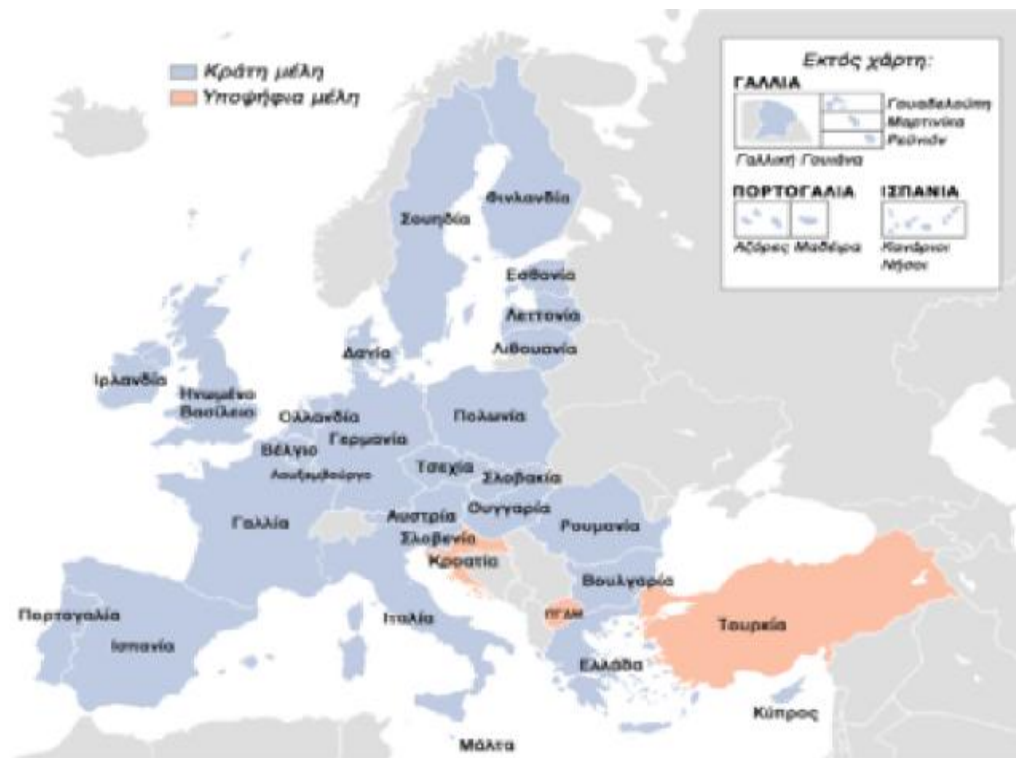 Κράτη μέλη
Υποψήφια μέλη
Εκτός χάρτη:
ΓΑΛΛΙΑ
Γουαδελούπη
Μαρτινίκα
Ρεϋνιόν
Γαλλική Γουιάνα
ΠΟΡΤΟΓΑΛΙΑ ΙΣΠΑΝΙΑ
Αζόρες Μαδέιρα Κανάριοι
Νήσοι
Φινλανδία
Σουηδία
Εσθονία
Λεττονία
Λιθουανία
Δανία
Ιρλανδία
Ηνωμένο
Βασίλειο
Ολλανδία
Πολωνία
Γερμανία
Βέλγιο
Τσεχία
Λουξεμβούργο
Σλοβακία
Ουγγαρία
Αυστρία
Γαλλία
Ρουμανία
Σλοβενία
Κροατία
Βουλγαρία
Πορτογαλία
Ιταλία
ΠΓΔΜ
Τουρκία
Ισπανία
Ελλάδα
Κύπρος
Μάλτα